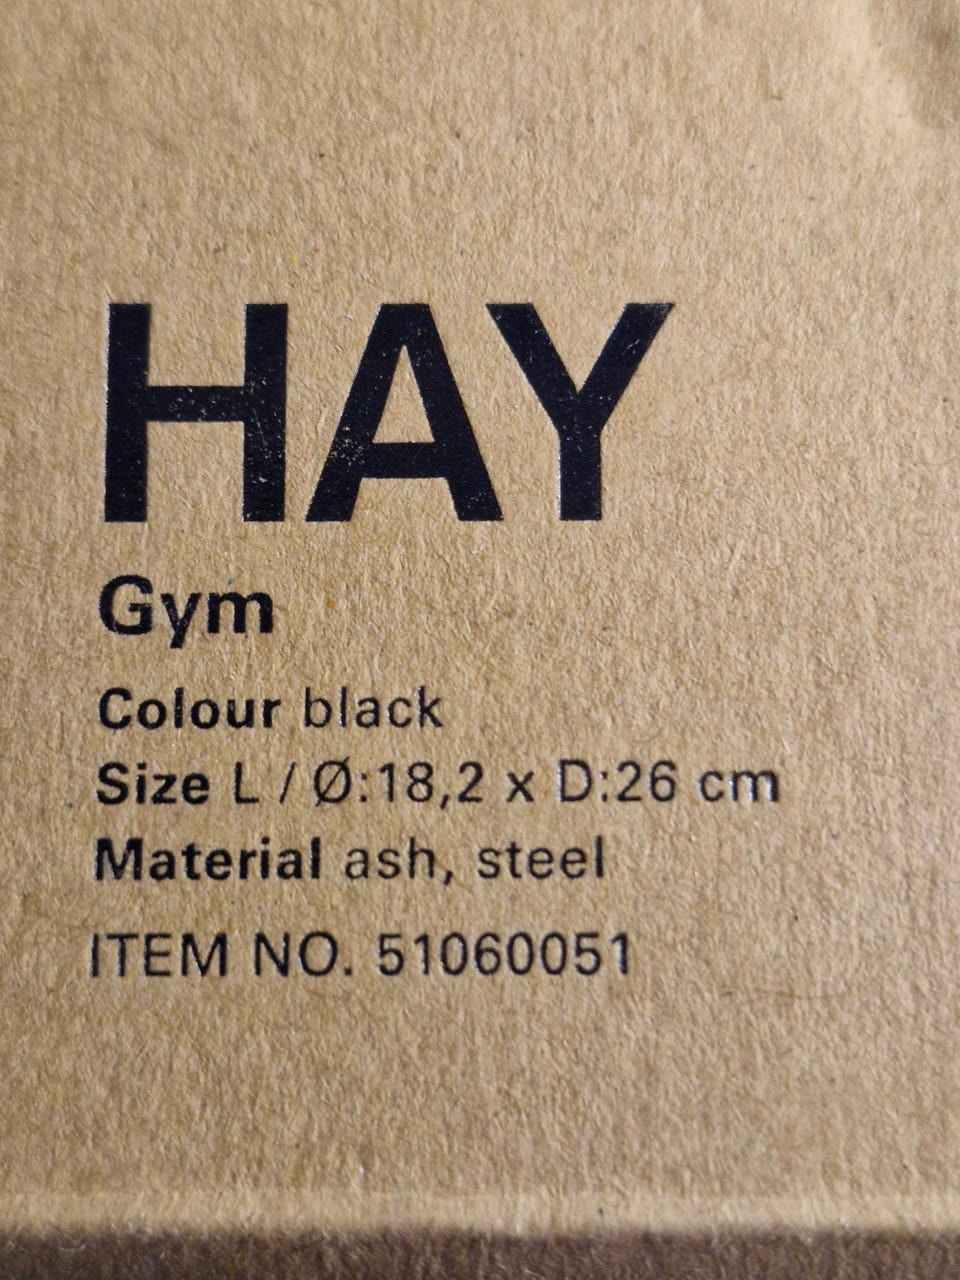 HAY
Gym
Colour black
Size L / Ø:18,2 x D:26 cm
Material ash, steel
ITEM NO. 51060051